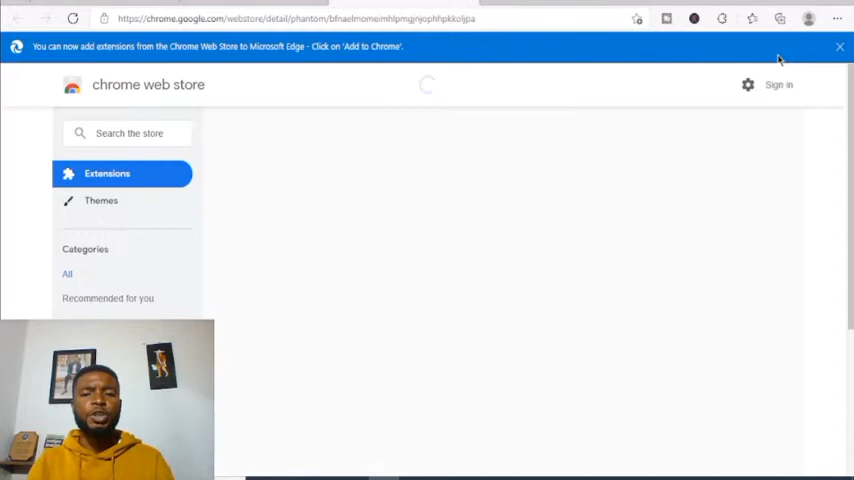 https://chrome.google.com/webstore/detail/phantom/bfnaelmomeimhlpmgjnjophhpkkoljpa
You can now add extensions from the Chrome Web Store to Microsoft Edge - Click on 'Add to Chrome'.
chrome web store
Sign in
Search the store
Extensions
Themes
Categories
All
Recommended for you